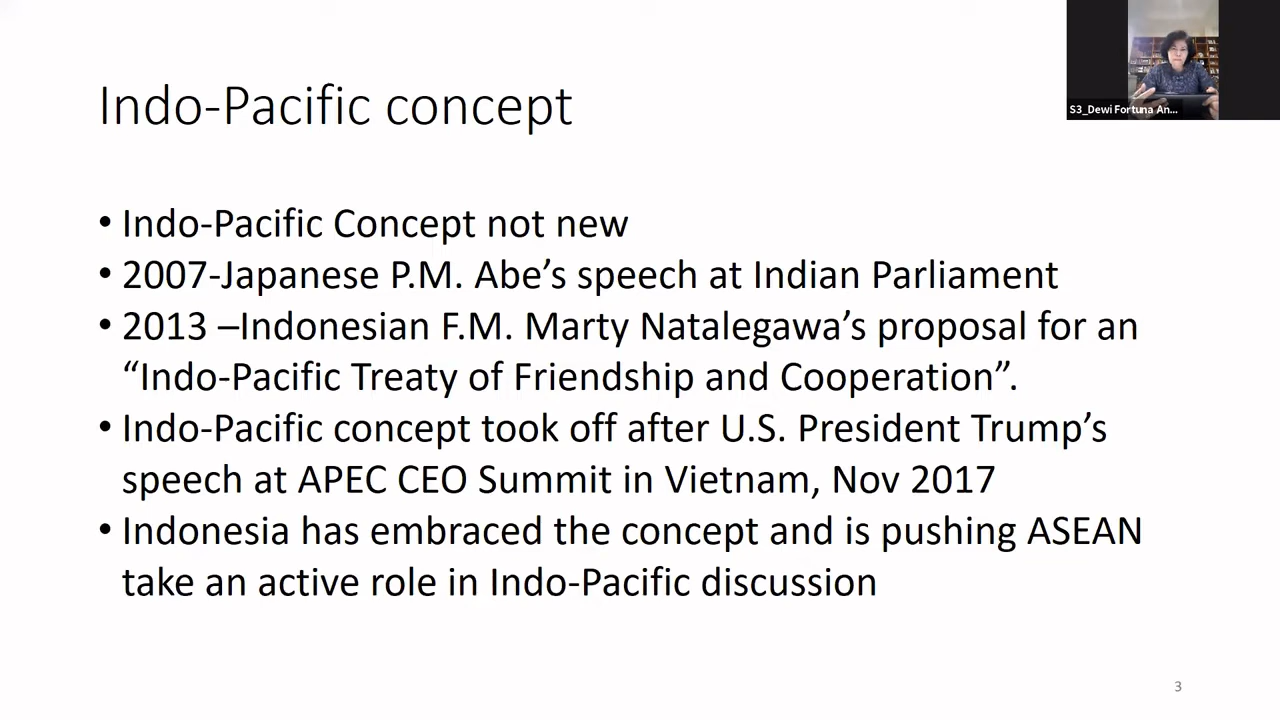 Indo-Pacific concept
S3_Dewi Fortuna An...
• Indo-Pacific Concept not new
• 2007-Japanese P.M. Abe’s speech at Indian Parliament
• 2013 –Indonesian F.M. Marty Natalegawa’s proposal for an
“Indo-Pacific Treaty of Friendship and Cooperation”.
• Indo-Pacific concept took off after U.S. President Trump’s
speech at APEC CEO Summit in Vietnam, Nov 2017
• Indonesia has embraced the concept and is pushing ASEAN
take an active role in Indo-Pacific discussion
3